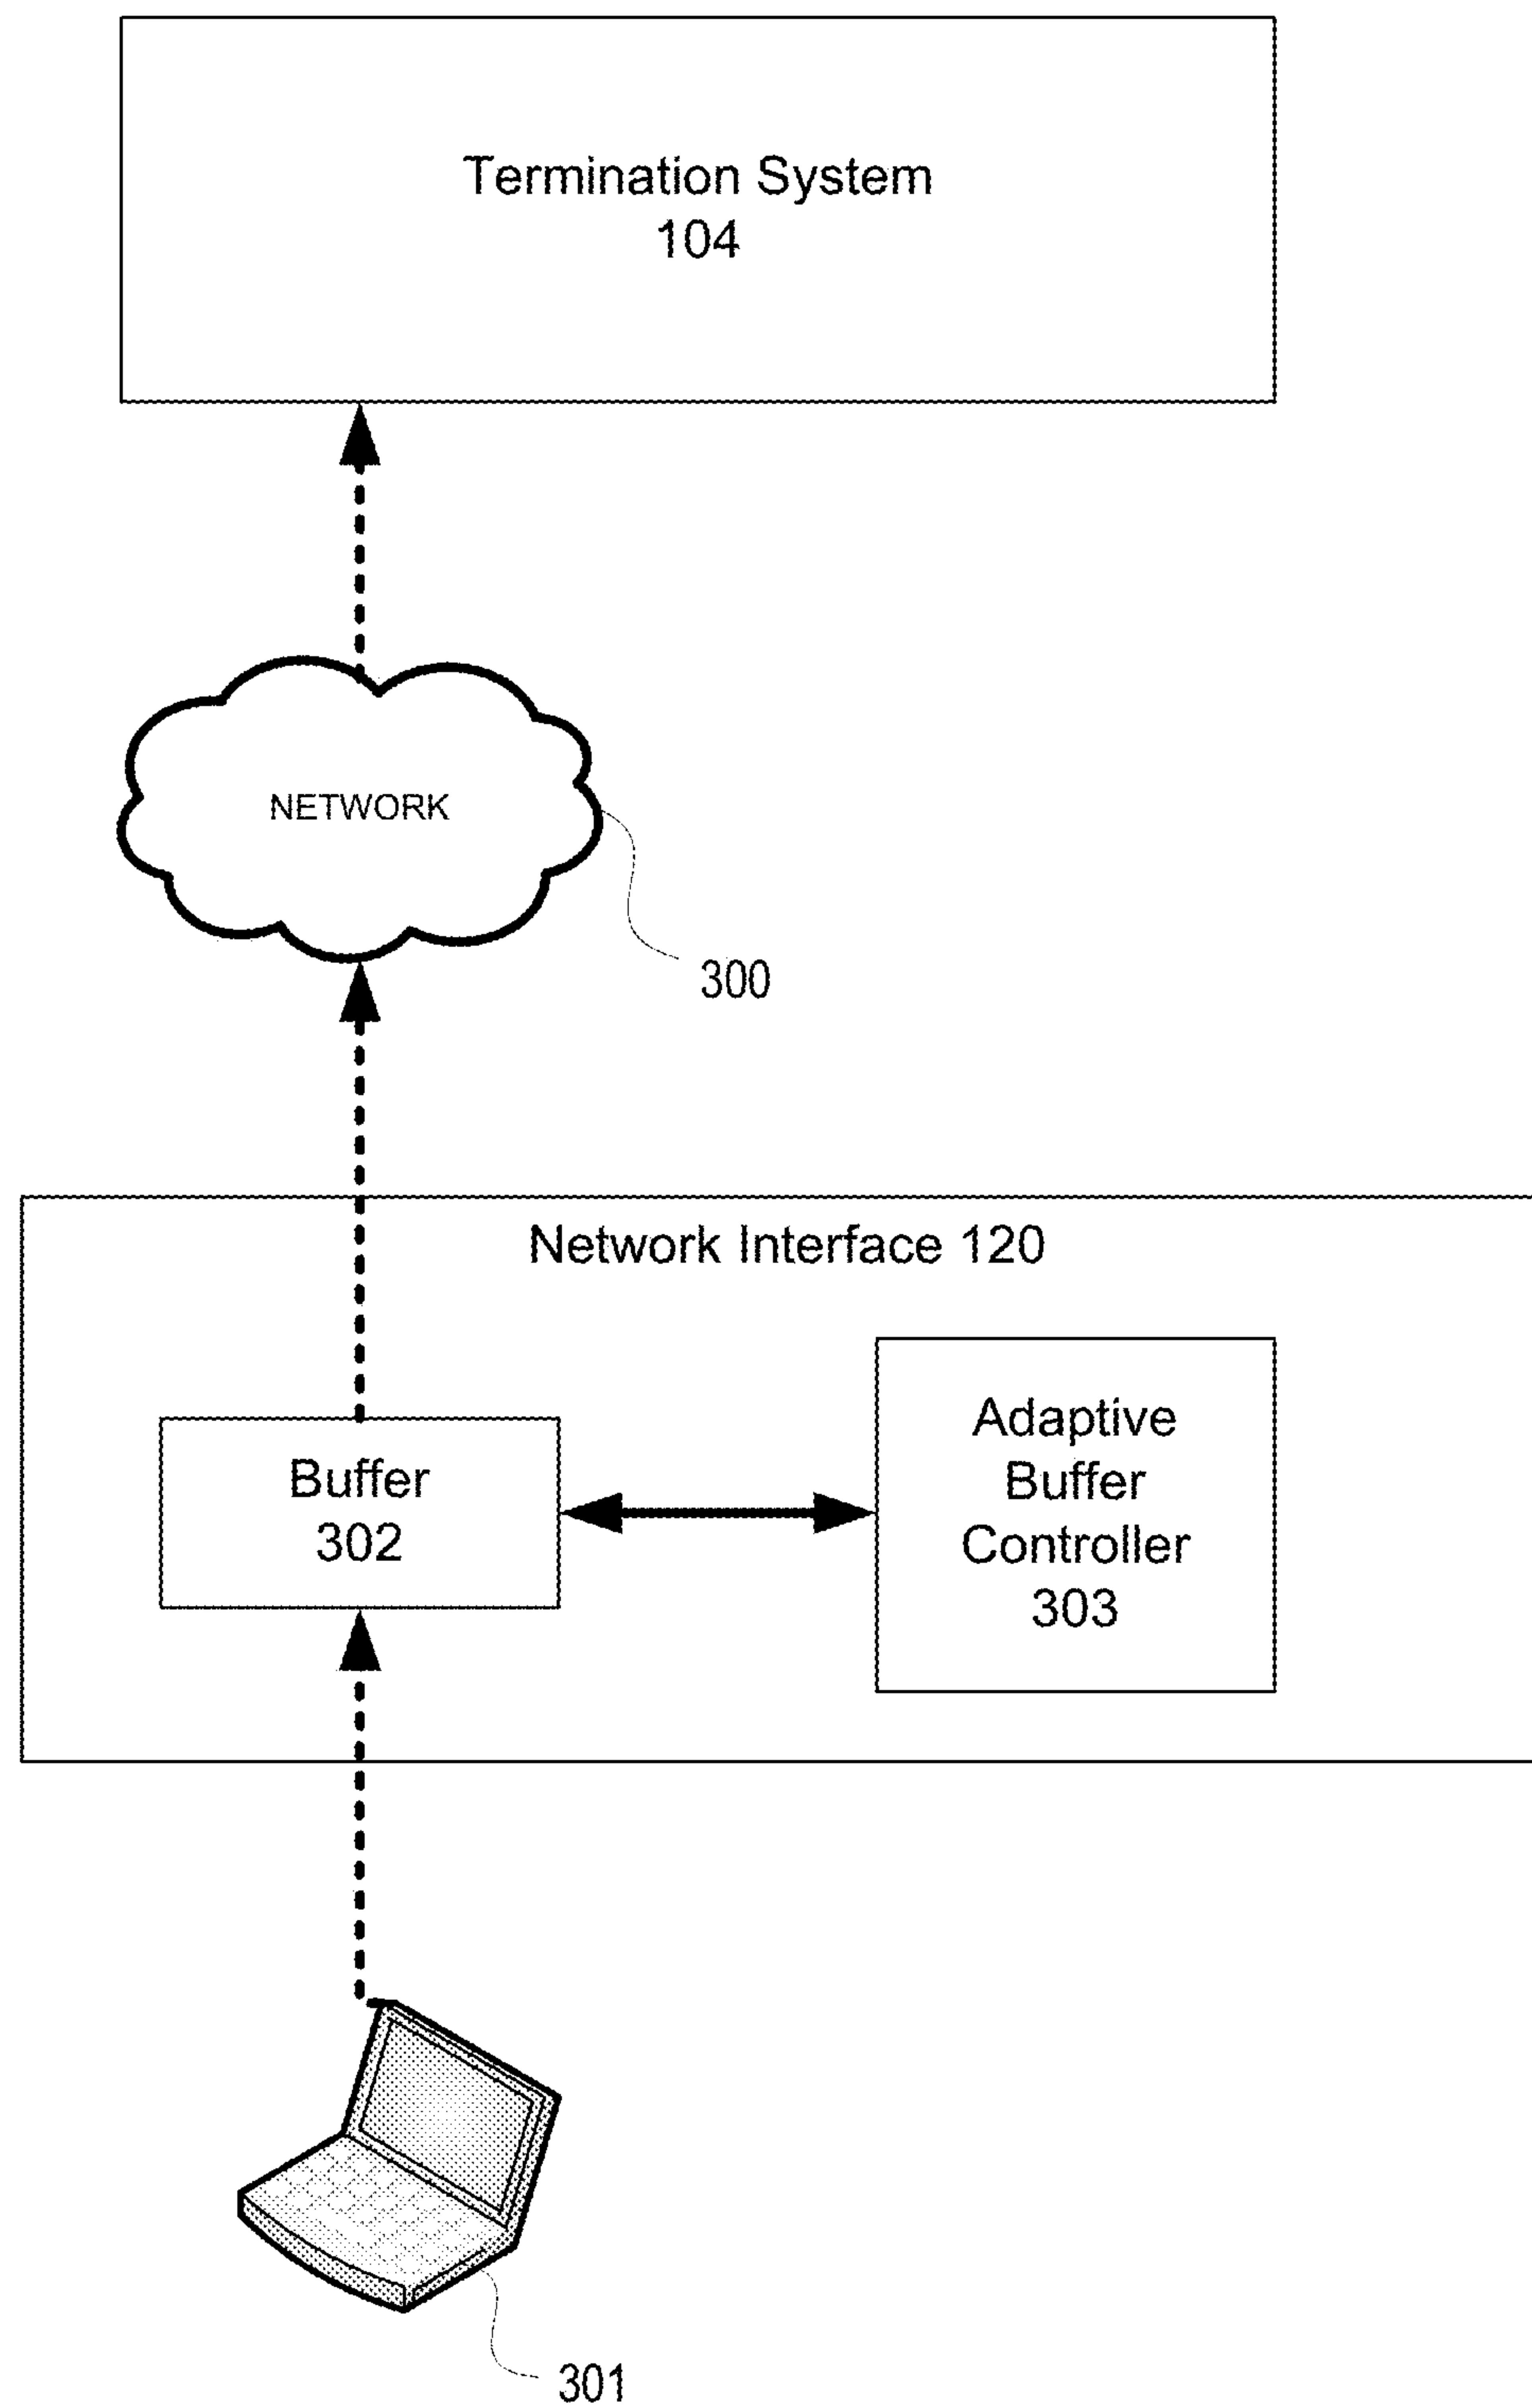 Termination System
104
NETWORK
300
Network Interface 120
Buffer
302
Adaptive
Buffer
Controller
303
301